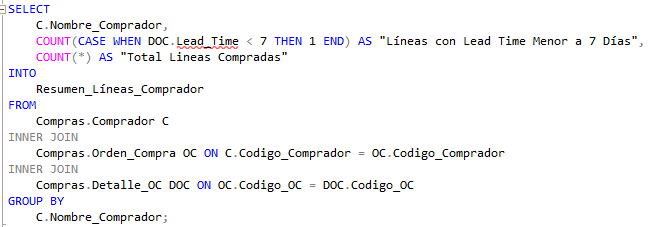 SELECT
C.Nombre_Comprador,
COUNT(CASE WHEN DOC.Lead_Time < 7 THEN 1 END) AS "Líneas con Lead Time Menor a 7 Días",
COUNT(*) AS "Total Lineas Compradas"
INTO
Resumen_Líneas_Comprador
FROM
Compras.Comprador C
INNER JOIN
Compras.Orden_Compra OC ON C.Codigo_Comprador = OC.Codigo_Comprador
INNER JOIN
Compras.Detalle_OC DOC ON OC.Codigo_OC = DOC.Codigo_OC
GROUP BY
C.Nombre_Comprador;